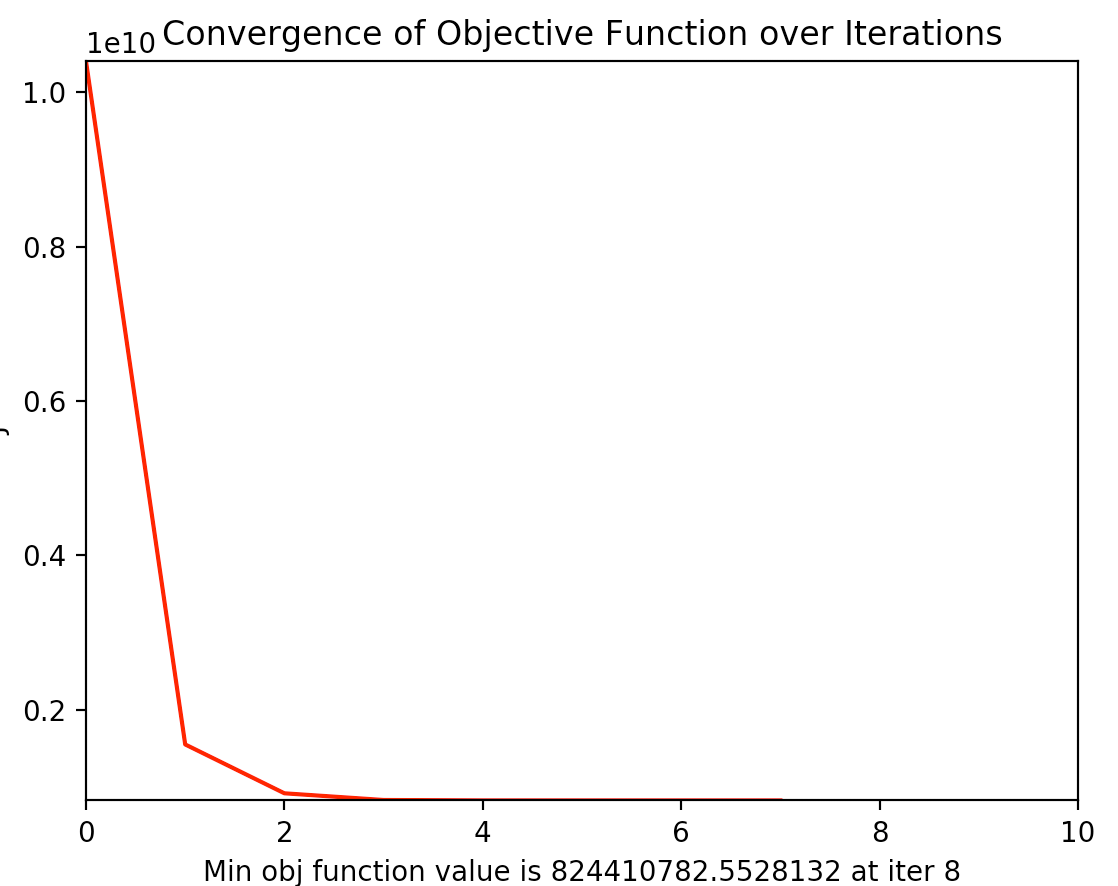 1e10
Convergence of Objective Function over Iterations
1.0
0.8
0.6
0.4
0.2
0 2 4 6 8 10
Min obj function value is 824410782.5528132 at iter 8